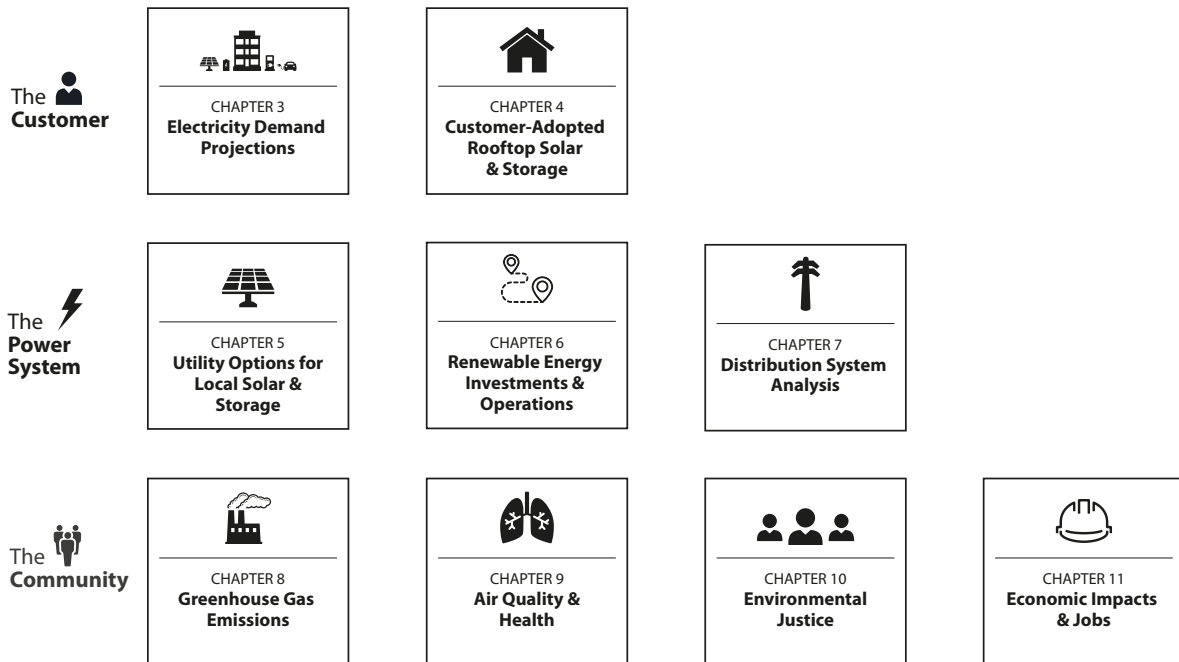 The
Customer
CHAPTER 3
Electricity Demand
Projections
CHAPTER 4
Customer-Adopted
Rooftop Solar
& Storage
The
Power
System
CHAPTER 5
Utility Options for
Local Solar &
Storage
CHAPTER 6
Renewable Energy
Investments &
Operations
CHAPTER 7
Distribution System
Analysis
The
Community
CHAPTER 8
Greenhouse Gas
Emissions
CHAPTER 9
Air Quality &
Health
CHAPTER 10
Environmental
Justice
CHAPTER 11
Economic Impacts
& Jobs